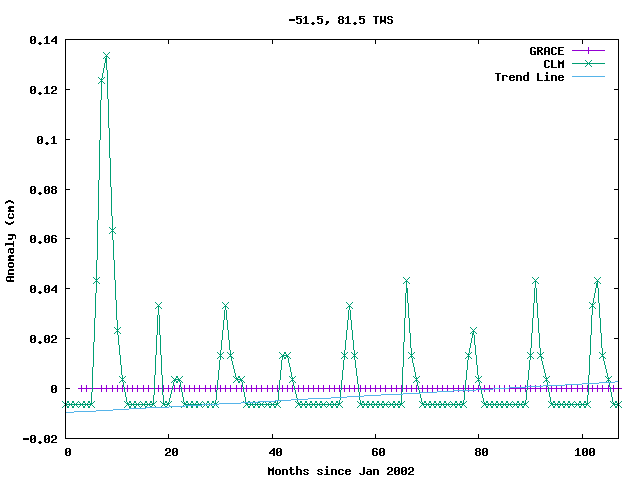 -51.5, 81.5 TWS
0.14
0.12
0.1
0.08
0.06
0.04
0.02
0
-0.02
Anomaly (cm)
GRACE
CLM
Trend Line
0 20 40 60 80 100
Months since Jan 2002